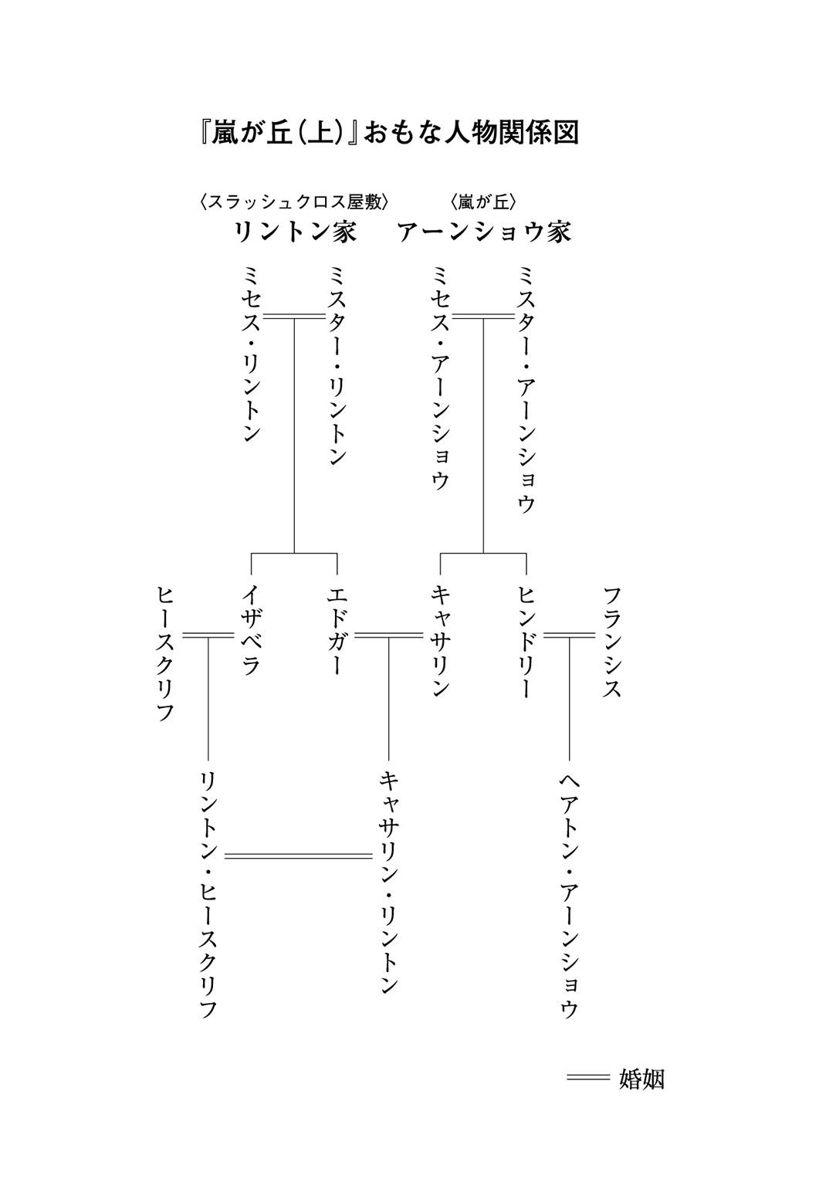 『嵐が丘（上）』おもな人物関係図
〈スラッシュクロス屋敷〉
リントン家
〈嵐が丘〉
アーンショウ家
ミスター・アーンショウ
ミセス・アーンショウ
ミスター・リントン
ミセス・リントン
フランシス
ヒンドリー
キャサリン
エドガー
イザベラ
ヒースクリフ
ヘアトン・アーンショウ
キャサリン・リントン
リントン・ヒースクリフ
婚姻